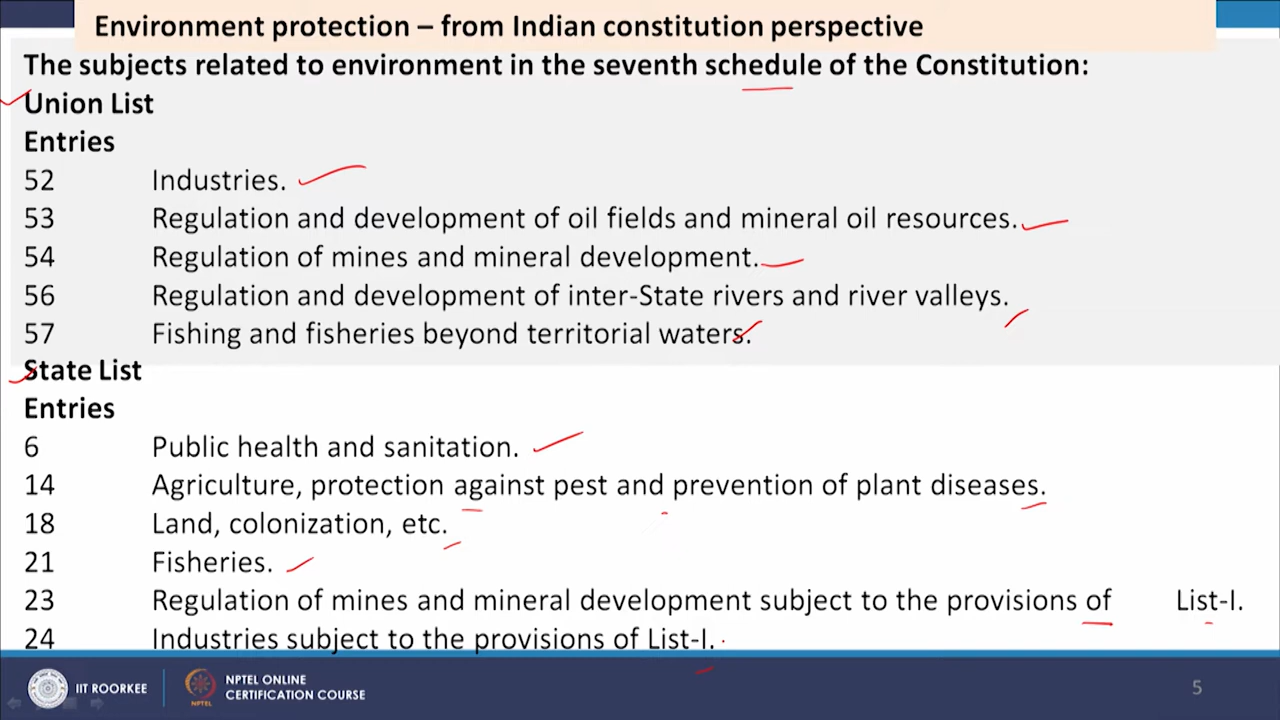 Environment protection – from Indian constitution perspective
The subjects related to environment in the seventh schedule of the Constitution:
Union List
Entries
52 Industries.
53 Regulation and development of oil fields and mineral oil resources.
54 Regulation of mines and mineral development.
56 Regulation and development of inter-State rivers and river valleys.
57 Fishing and fisheries beyond territorial waters.
State List
Entries
6 Public health and sanitation.
14 Agriculture, protection against pest and prevention of plant diseases.
18 Land, colonization, etc.
21 Fisheries.
23 Regulation of mines and mineral development subject to the provisions of List-I.
24 Industries subject to the provisions of List-I.
IIT ROORKEE
NPTEL ONLINE
CERTIFICATION COURSE
NPTEL
5